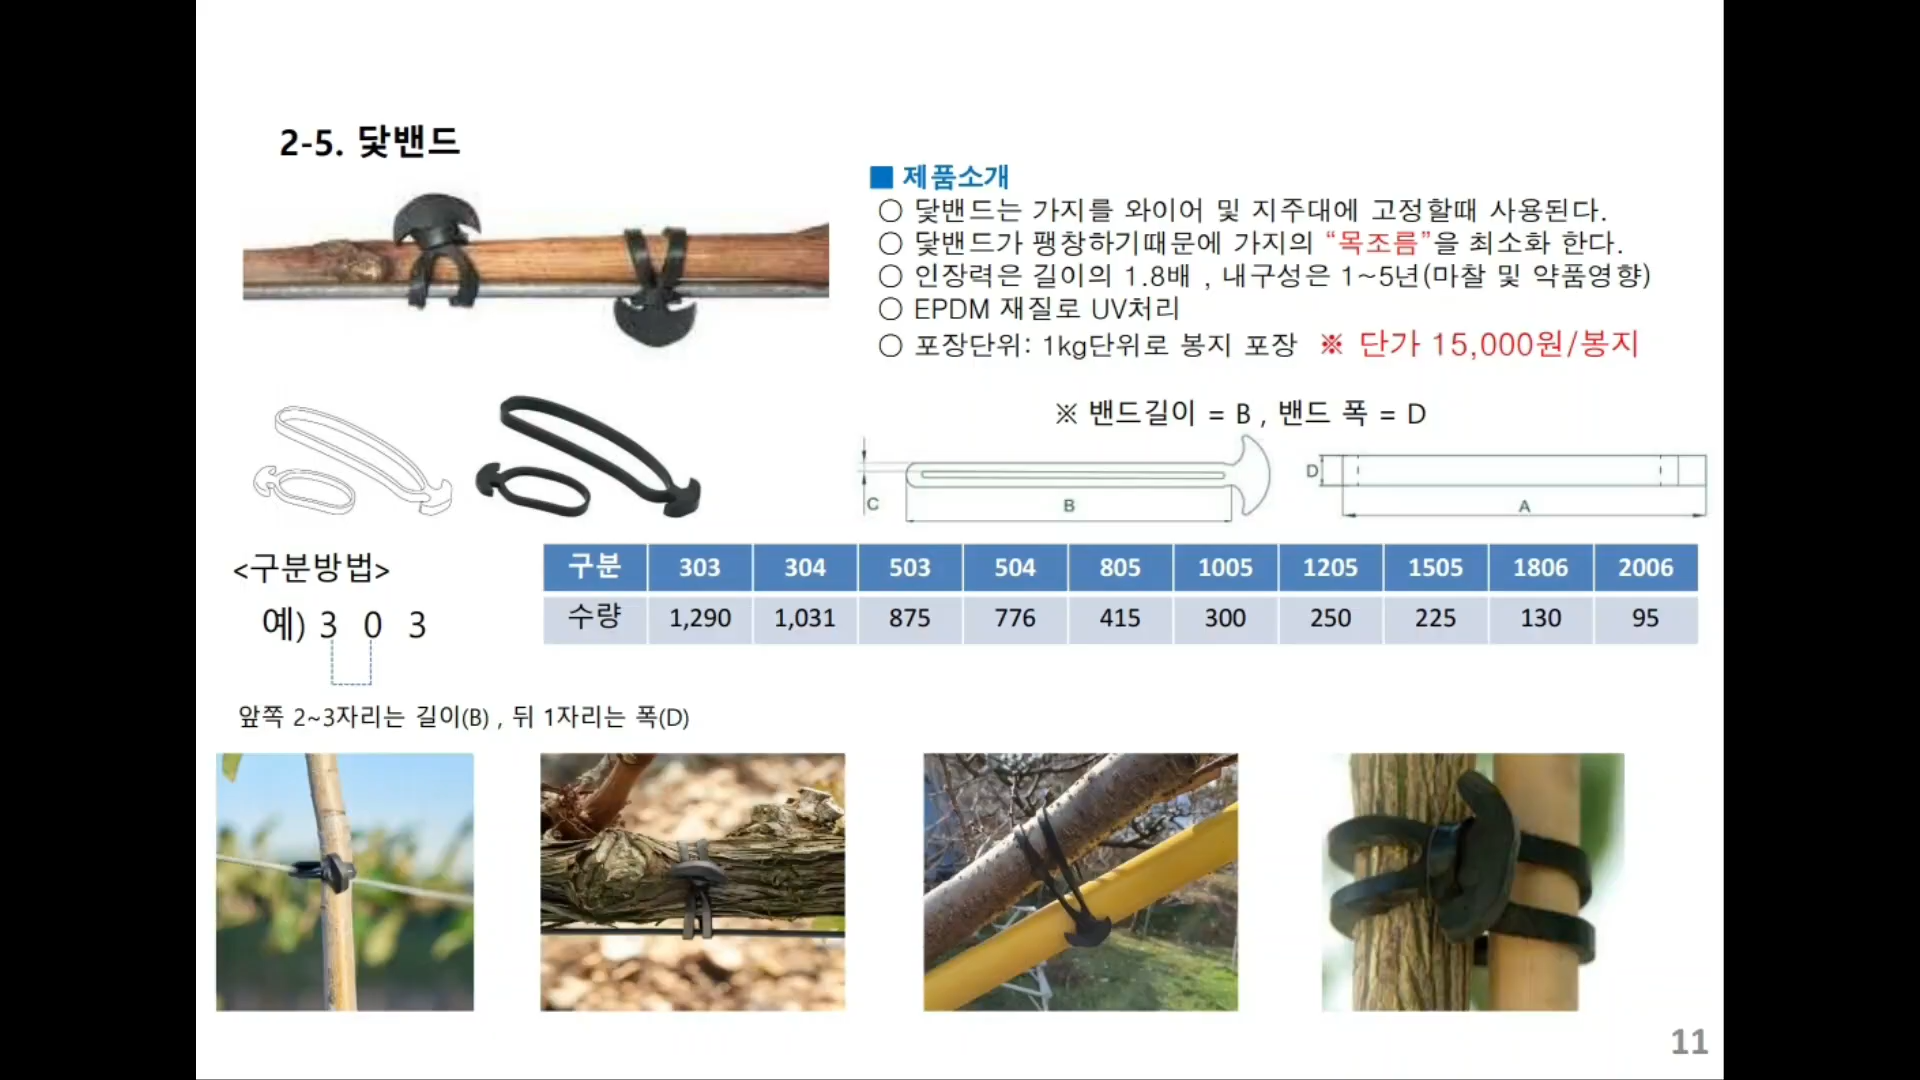 2-5. 닻밴드
■ 제품소개
○ 닻밴드는 가지를 와이어 및 지주대에 고정할때 사용된다.
○ 닻밴드가 팽창하기때문에 가지의 “목조름”을 최소화 한다.
○ 인장력은 길이의 1.8배 , 내구성은 1~5년(마찰 및 약품영향)
○ EPDM 재질로 UV처리
○ 포장단위: 1kg단위로 봉지 포장 ※ 단가 15,000원/봉지
※ 밴드길이 = B , 밴드 폭 = D
C B D A
<구분방법>
예) 3 0 3
앞쪽 2~3자리는 길이(B) , 뒤 1자리는 폭(D)
구분 303 304 503 504 805 1005 1205 1505 1806 2006
수량 1,290 1,031 875 776 415 300 250 225 130 95
11